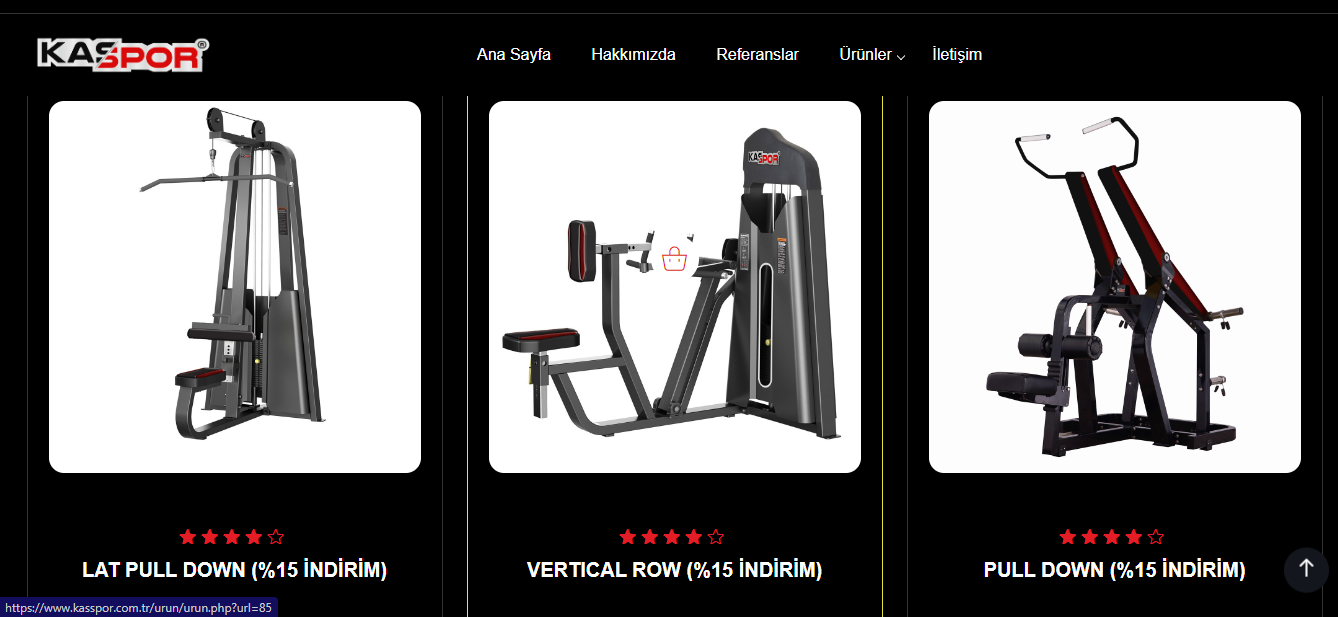 KASSPOR®
Ana Sayfa
Hakkımızda
Referanslar
Ürünler
İletişim
KASSPOR
LAT PULL DOWN (%15 İNDİRİM)
VERTICAL ROW (%15 İNDİRİM)
PULL DOWN (%15 İNDİRİM)
https://www.kasspor.com.tr/urun/urun.php?url=85